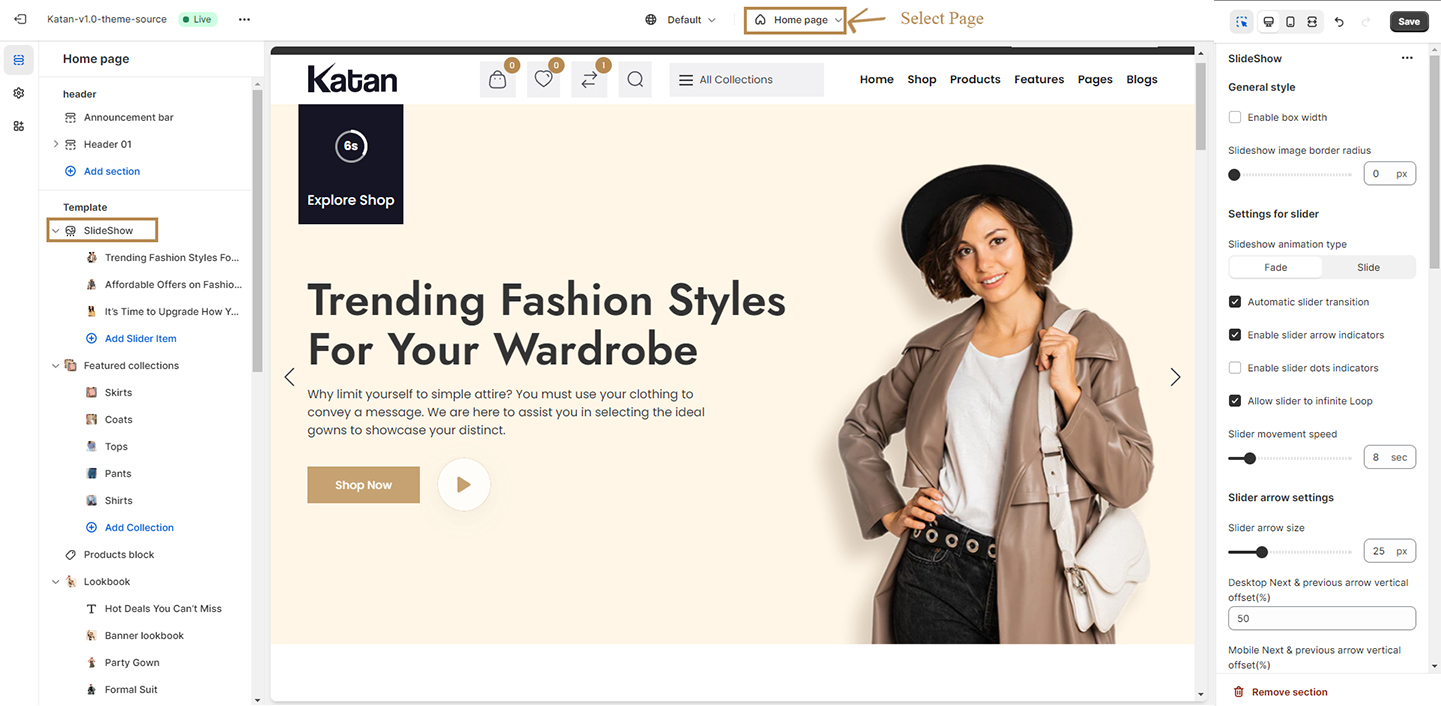 Katan-v1.0-theme-source
Live
Default
Home page
Select Page
Save
Home page
header
Announcement bar
Header 01
Add section
Template
SlideShow
Trending Fashion Styles Fo...
Affordable Offers on Fashio...
It's Time to Upgrade How Y...
Add Slider Item
Featured collections
Skirts
Coats
Tops
Pants
Shirts
Add Collection
Products block
Lookbook
Hot Deals You Can't Miss
Banner lookbook
Party Gown
Formal Suit
Katan
0
0
1
All Collections
Home
Shop
Products
Features
Pages
Blogs
6s
Explore Shop
Trending Fashion Styles
For Your Wardrobe
Why limit yourself to simple attire? You must use your clothing to
convey a message. We are here to assist you in selecting the ideal
gowns to showcase your distinct.
Shop Now
SlideShow
General style
Enable box width
Slideshow image border radius
0 px
Settings for slider
Slideshow animation type
Fade
Slide
Automatic slider transition
Enable slider arrow indicators
Enable slider dots indicators
Allow slider to infinite Loop
Slider movement speed
8 sec
Slider arrow settings
Slider arrow size
25 px
Desktop Next & previous arrow vertical
offset(%)
50
Mobile Next & previous arrow vertical
offset(%)
Remove section